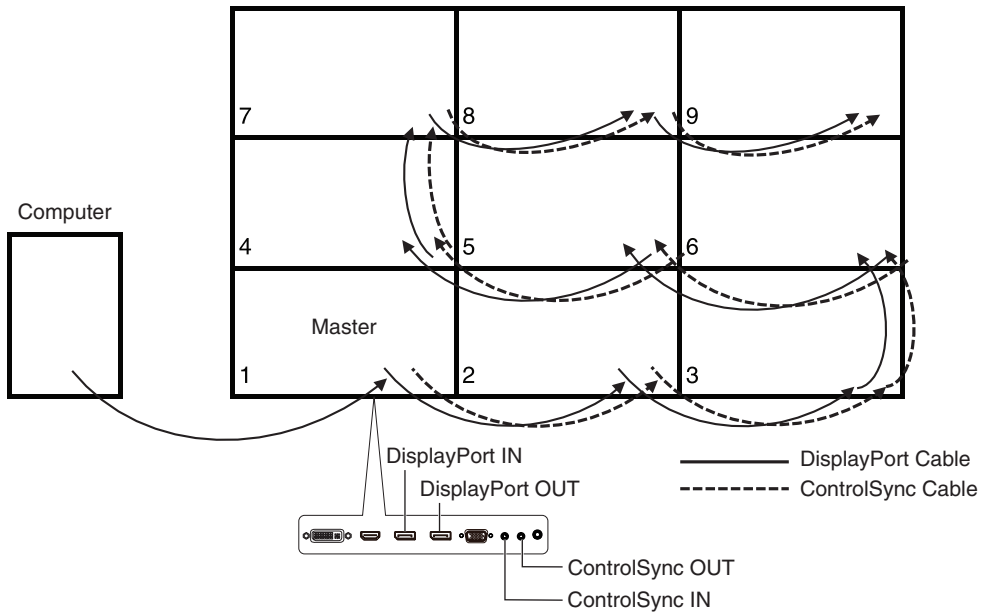 7
8
9
Computer
4
5
6
Master
1
2
3
DisplayPort IN
DisplayPort Cable
DisplayPort OUT
ControlSync Cable
ControlSync OUT
ControlSync IN